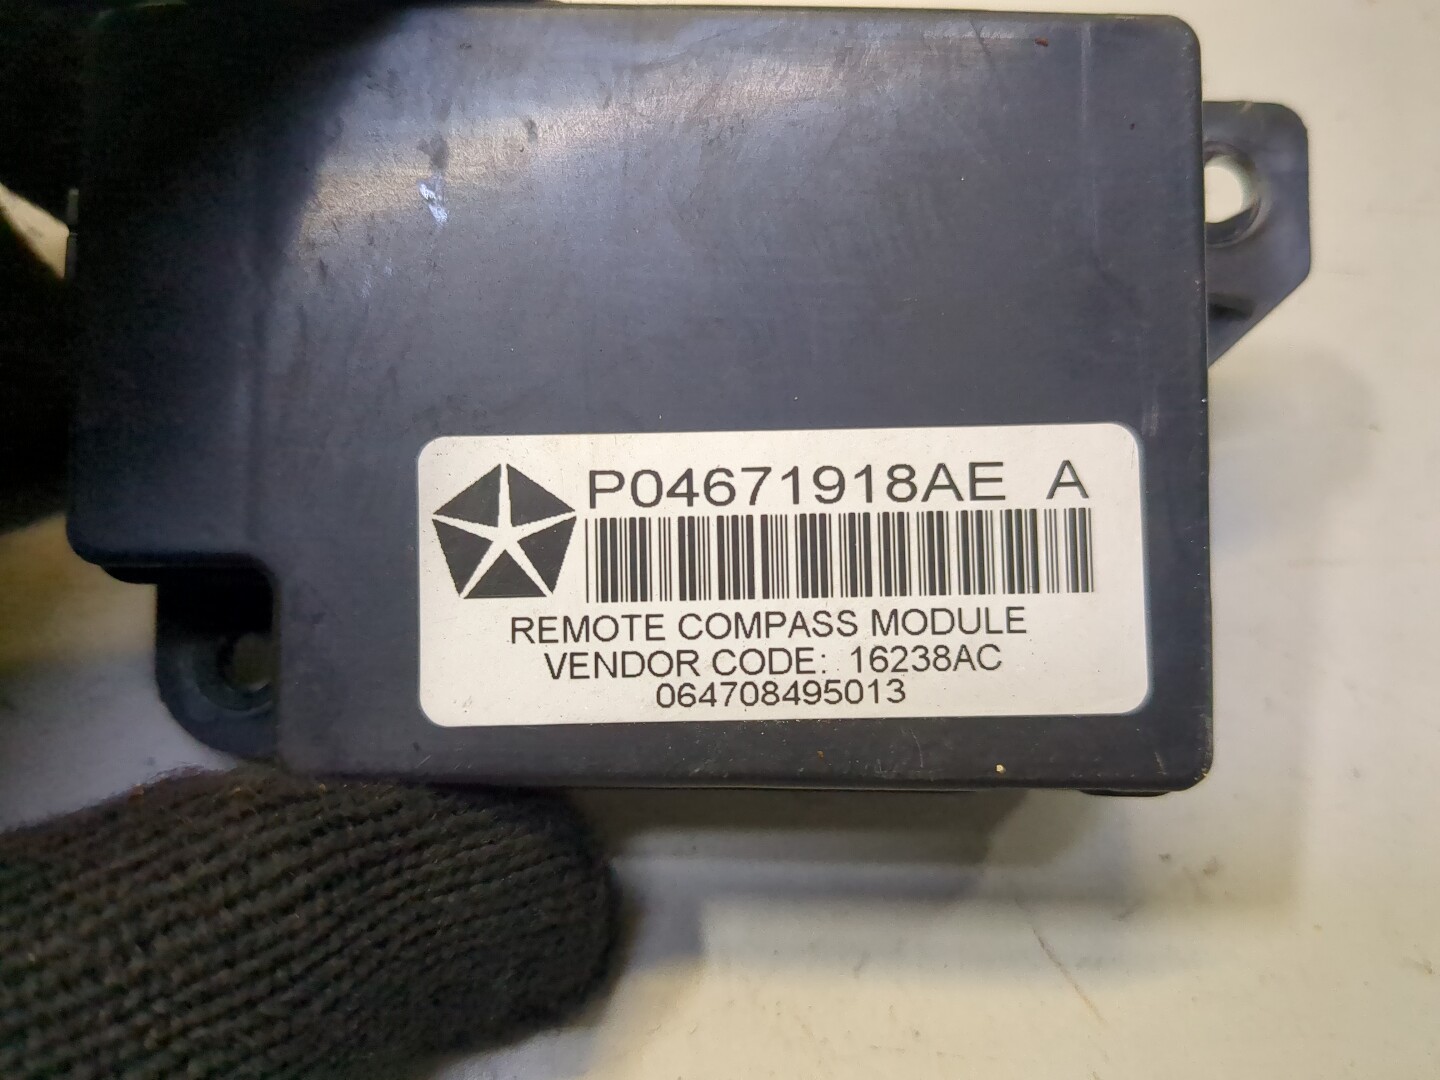 P04671918AE A
REMOTE COMPASS MODULE
VENDOR CODE: 16238AC
064708495013